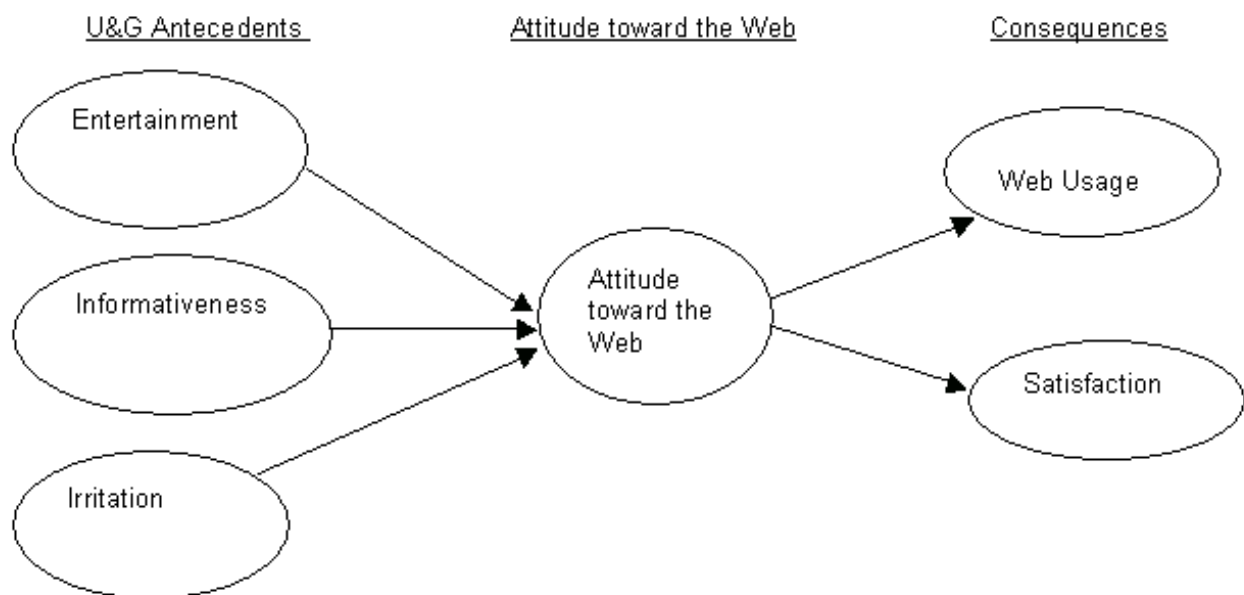 U&G Antecedents
Attitude toward the Web
Consequences
Entertainment
Informativeness
Irritation
Attitude
toward the
Web
Web Usage
Satisfaction